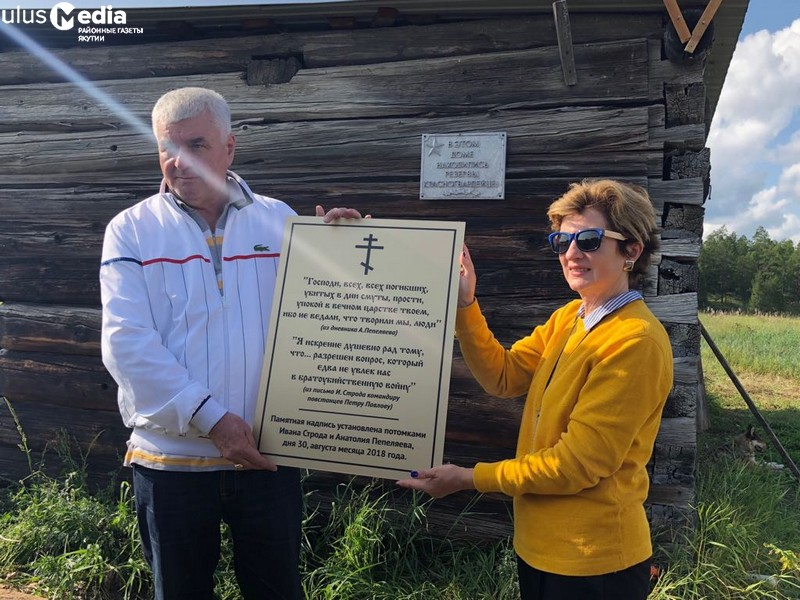 ulus Media
РАЙОННЫЕ ГАЗЕТЫ
ЯКУТИИ
В ЭТОМ
ДОМЕ
НАХОДИЛИСЬ
РЕЗЕРВЫ
КРАСНОГВАРДЕЙЦЕВ
"Господи, всех, всех погибших,
убитых в дни смуты, прости,
упокой в вечном царстве твоем,
ибо не ведали, что творили мы, люди"
(из дневника А.Пепеляева)
"Я искренне душевно рад тому,
что... разрешен вопрос, который
едва не увлек нас
в братоубийственную войну"
(из письма И. Строда командиру
повстанцев Петру Павлову)
Памятная надпись установлена потомками
Ивана Строда и Анатолия Пепеляева,
дня 30, августа месяца 2018 года.